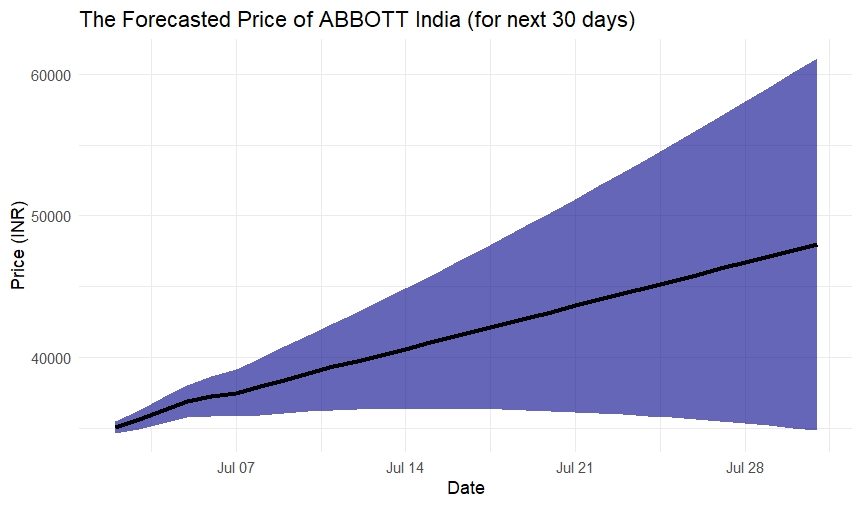 The Forecasted Price of ABBOTT India (for next 30 days)
60000
50000
40000
Price (INR)
Jul 07
Jul 14
Jul 21
Jul 28
Date